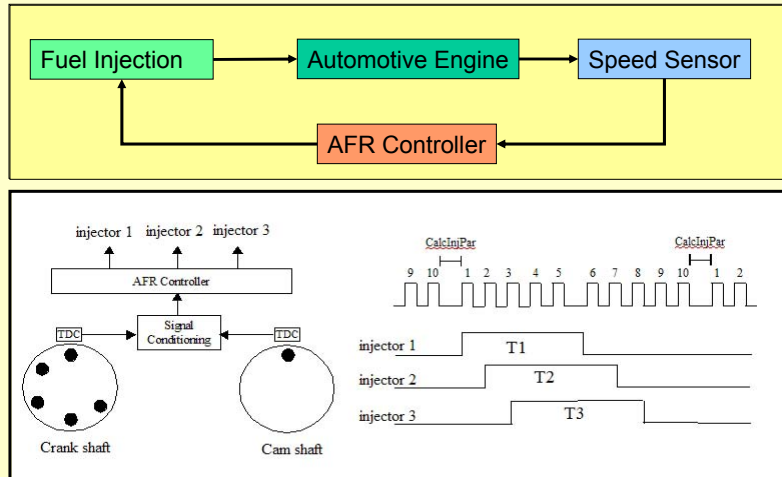 Fuel Injection
Automotive Engine
Speed Sensor
AFR Controller
injector 1 injector 2 injector 3
AFR Controller
TDC
Signal
Conditioning
TDC
Crank shaft
Cam shaft
CalcInjPar
CalcInjPar
9 10 1 2 3 4 5 6 7 8 9 10 1 2
injector 1 T1
injector 2 T2
injector 3 T3